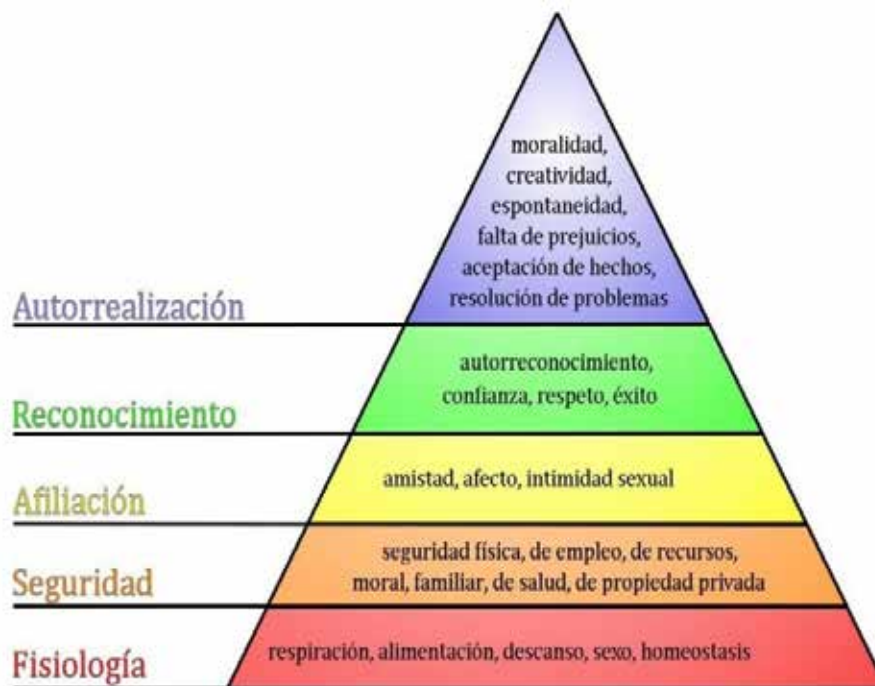 moralidad,
creatividad,
espontaneidad,
falta de prejuicios,
aceptación de hechos,
resolución de problemas
Autorrealización
autorreconocimiento,
confianza, respeto, éxito
Reconocimiento
amistad, afecto, intimidad sexual
Afiliación
seguridad física, de empleo, de recursos,
moral, familiar, de salud, de propiedad privada
Seguridad
respiración, alimentación, descanso, sexo, homeostasis
Fisiología